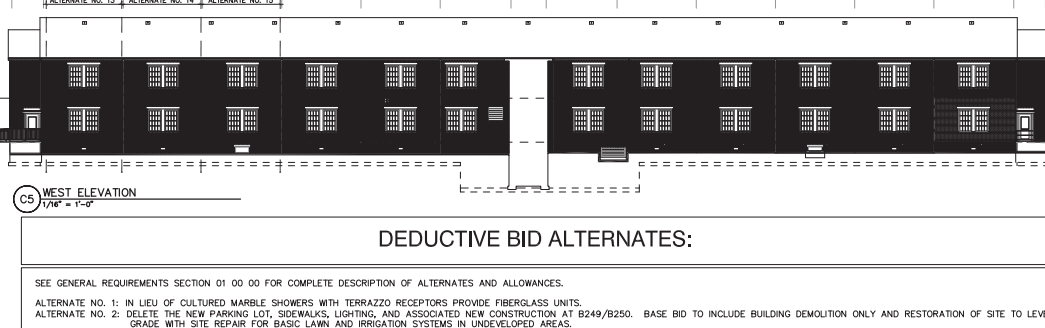 ALTERNATE NO. 13 ALTERNATE NO. 14 ALTERNATE NO. 15
C5 WEST ELEVATION
1/16" = 1'-0"
DEDUCTIVE BID ALTERNATES:
SEE GENERAL REQUIREMENTS SECTION 01 00 00 FOR COMPLETE DESCRIPTION OF ALTERNATES AND ALLOWANCES.
ALTERNATE NO. 1: IN LIEU OF CULTURED MARBLE SHOWERS WITH TERRAZZO RECEPTORS PROVIDE FIBERGLASS UNITS.
ALTERNATE NO. 2: DELETE THE NEW PARKING LOT, SIDEWALKS, LIGHTING, AND ASSOCIATED NEW CONSTRUCTION AT B249/B250. BASE BID TO INCLUDE BUILDING DEMOLITION ONLY AND RESTORATION OF SITE TO LEVE
GRADE WITH SITE REPAIR FOR BASIC LAWN AND IRRIGATION SYSTEMS IN UNDEVELOPED AREAS.